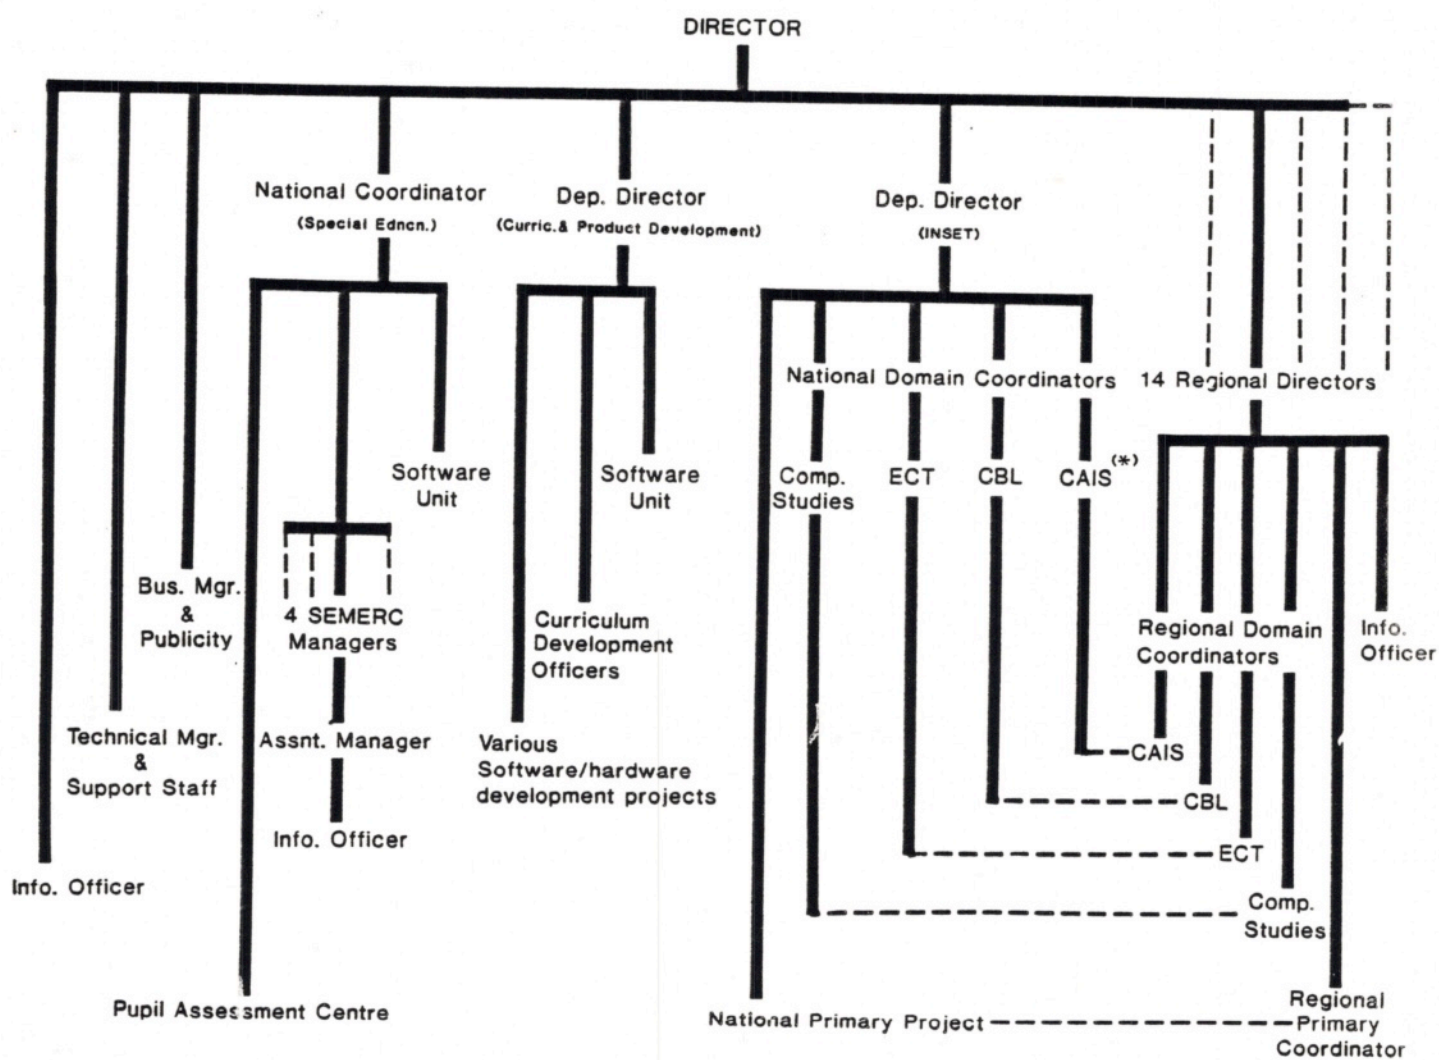 DIRECTOR
National Coordinator
(Special Edncn.)
Dep. Director
(Curric.& Product Development)
Dep. Director
(INSET)
National Domain Coordinators
14 Regional Directors
Software
Unit
Software
Unit
Comp.
Studies
ECT
CBL
CAIS(*)
Bus. Mgr.
&
Publicity
4 SEMERC
Managers
Curriculum
Development
Officers
Regional Domain
Coordinators
Info.
Officer
Technical Mgr.
&
Support Staff
Assnt. Manager
Various
Software/hardware
development projects
CAIS
CBL
Info. Officer
ECT
Info. Officer
Comp.
Studies
Pupil Assessment Centre
National Primary Project
Regional
Primary
Coordinator